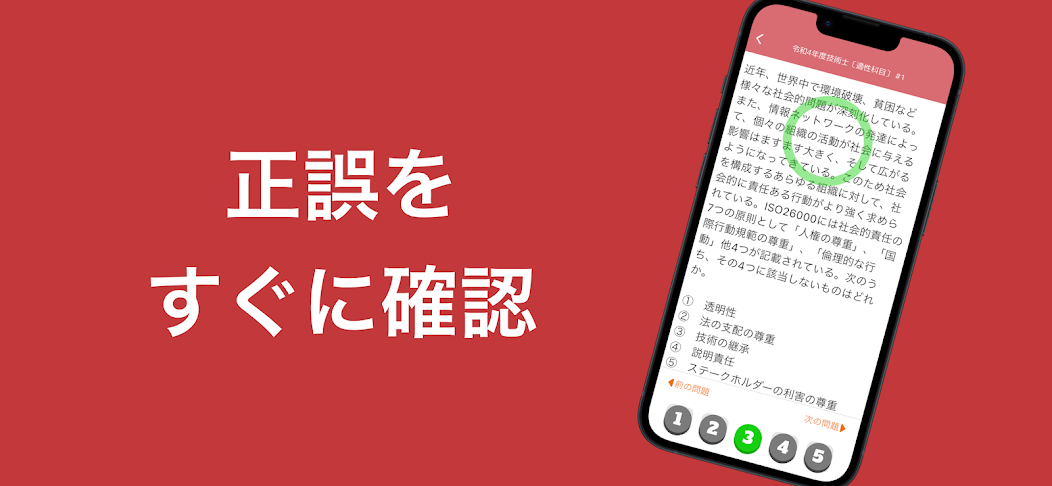 正誤を
すぐに確認
令和4年度技術士〔適性科目〕 #1
近年、世界中で環境破壊、貧困など
様々な社会的問題が深刻化している。
また、情報ネットワークの発達によっ
て、個々の組織の活動が社会に与える
影響はますます大きく、そして広がる
ようになってきている。このため社会
を構成するあらゆる組織に対して、社
会的に責任ある行動がより強く求めら
れている。ISO26000には社会的責任の
7つの原則として「人権の尊重」、「国
際行動規範の尊重」、「倫理的な行
動」他4つが記載されている。次のう
ち、その4つに該当しないものはどれ
か。
① 透明性
② 法の支配の尊重
③ 技術の継承
④ 説明責任
⑤ ステークホルダーの利害の尊重
前の問題
次の問題
1 2 3 4 5